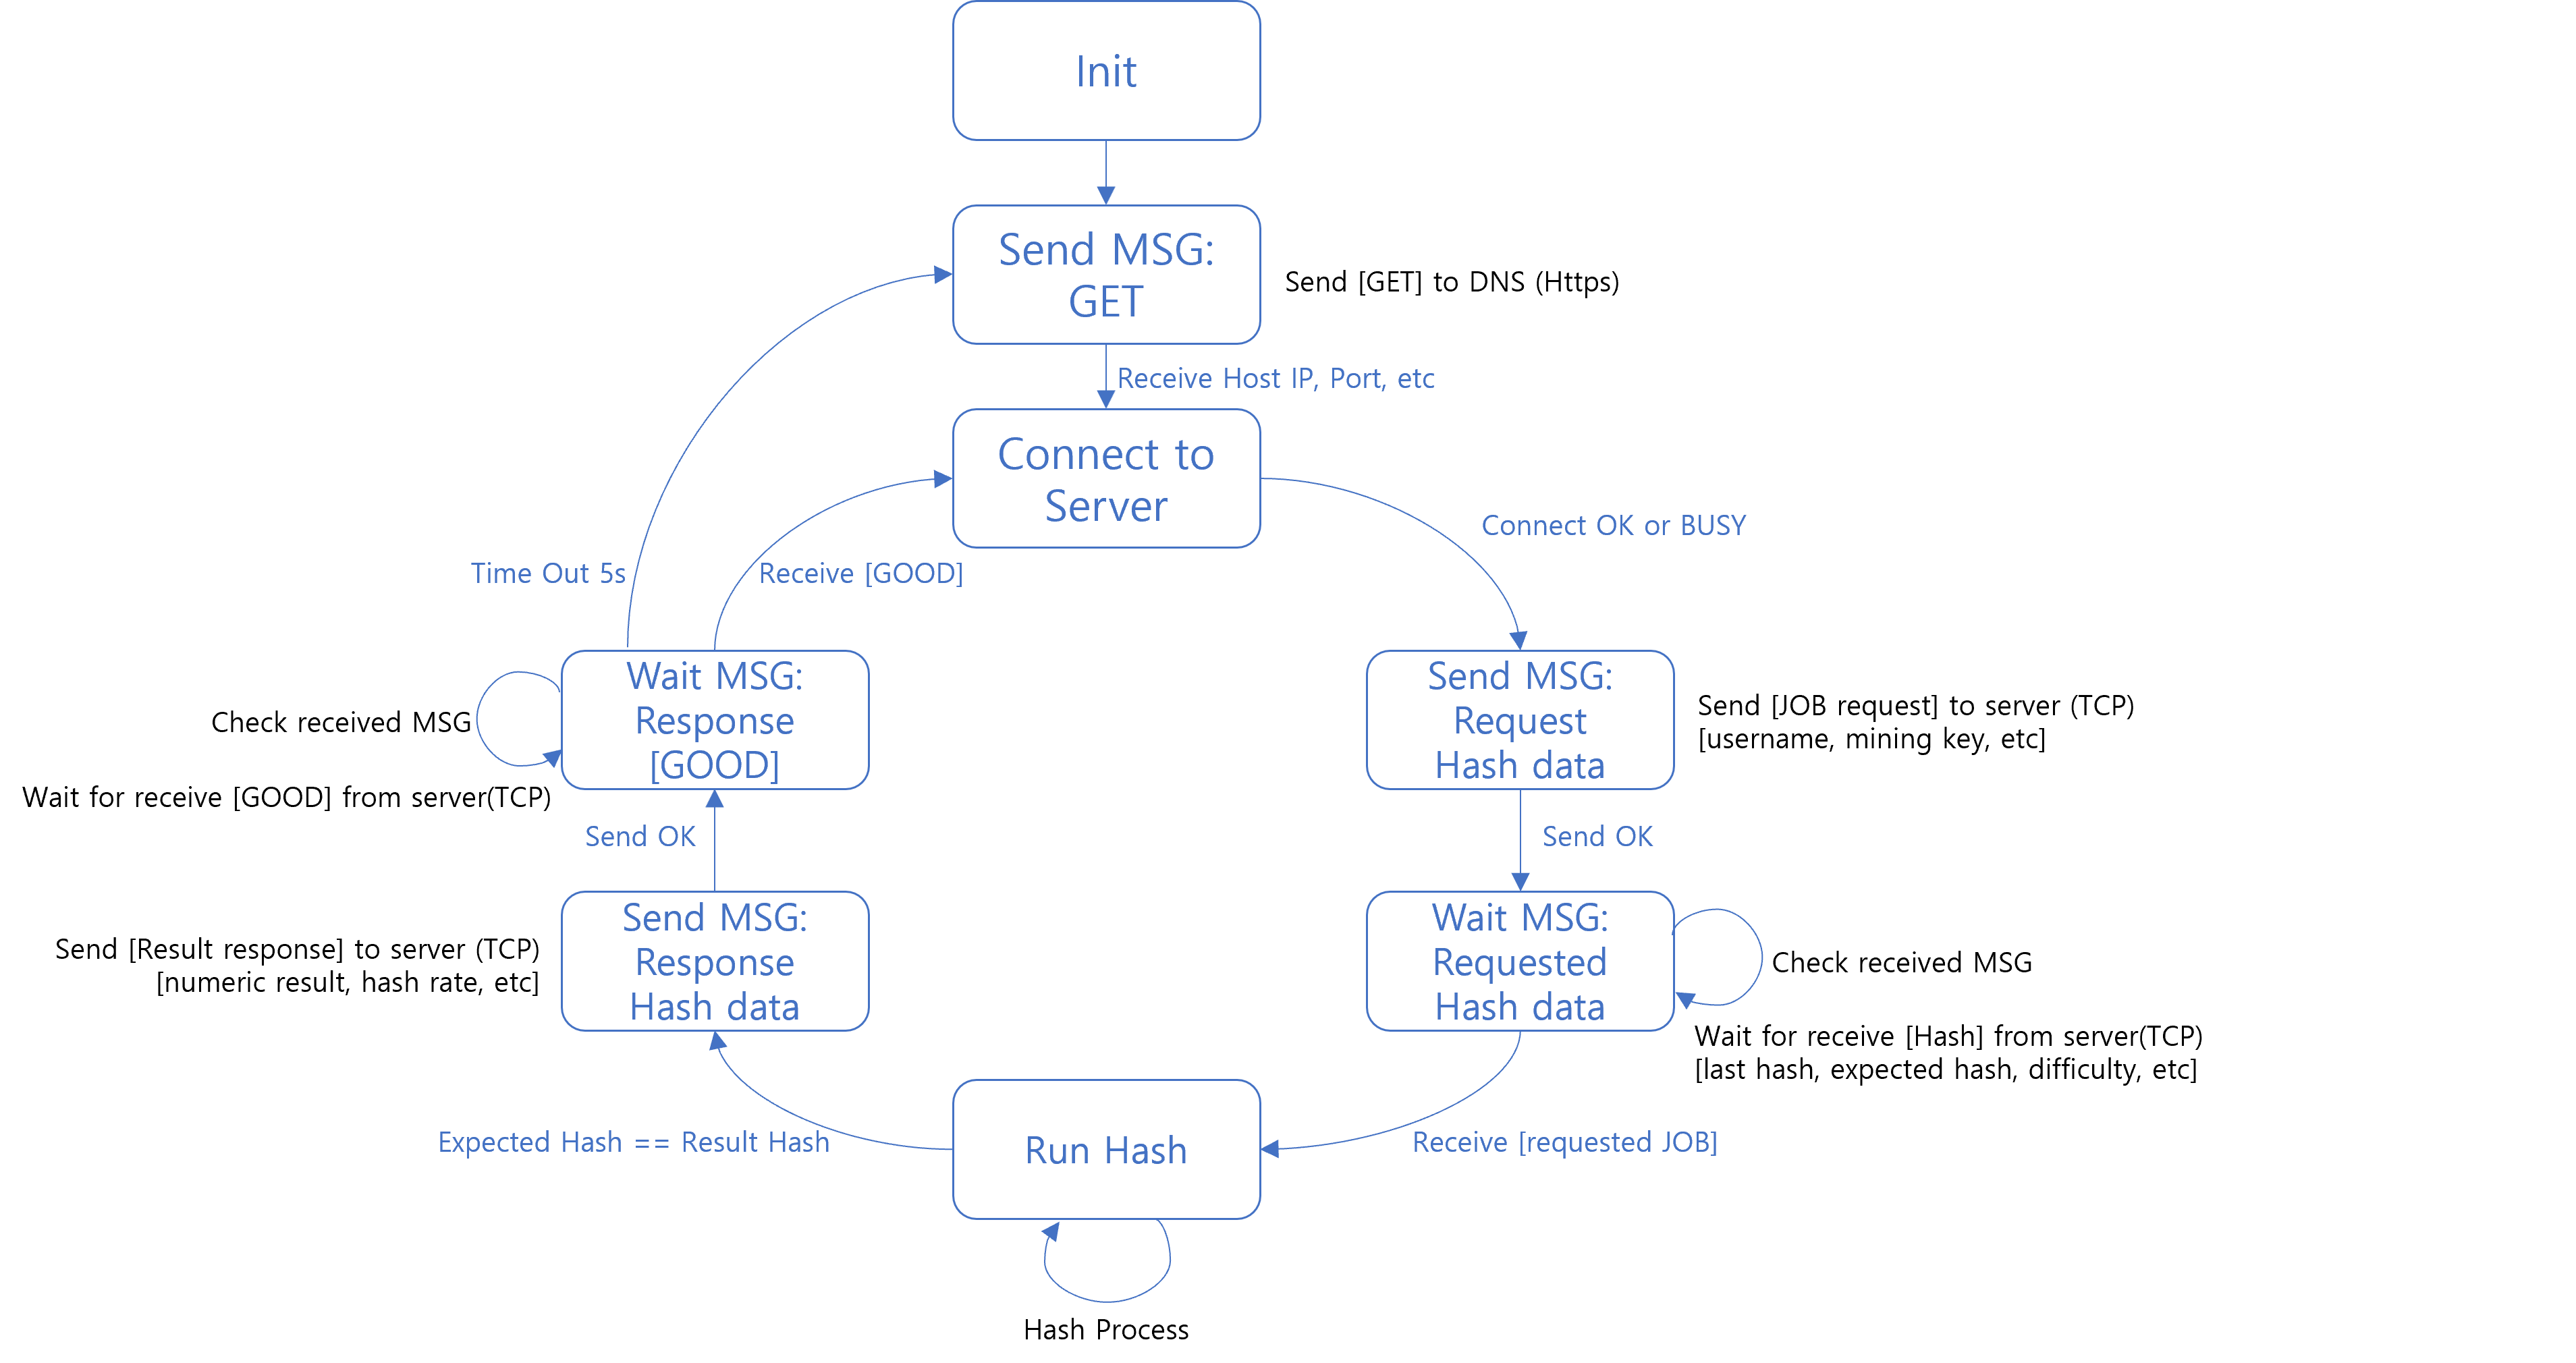 Init
Send MSG:
GET
Send [GET] to DNS (Https)
Receive Host IP, Port, etc
Connect to
Server
Connect OK or BUSY
Time Out 5s
Receive [GOOD]
Wait MSG:
Response
[GOOD]
Check received MSG
Wait for receive [GOOD] from server(TCP)
Send MSG:
Request
Hash data
Send [JOB request] to server (TCP)
[username, mining key, etc]
Send OK
Send OK
Send MSG:
Response
Hash data
Send [Result response] to server (TCP)
[numeric result, hash rate, etc]
Wait MSG:
Requested
Hash data
Check received MSG
Wait for receive [Hash] from server(TCP)
[last hash, expected hash, difficulty, etc]
Expected Hash == Result Hash
Run Hash
Receive [requested JOB]
Hash Process